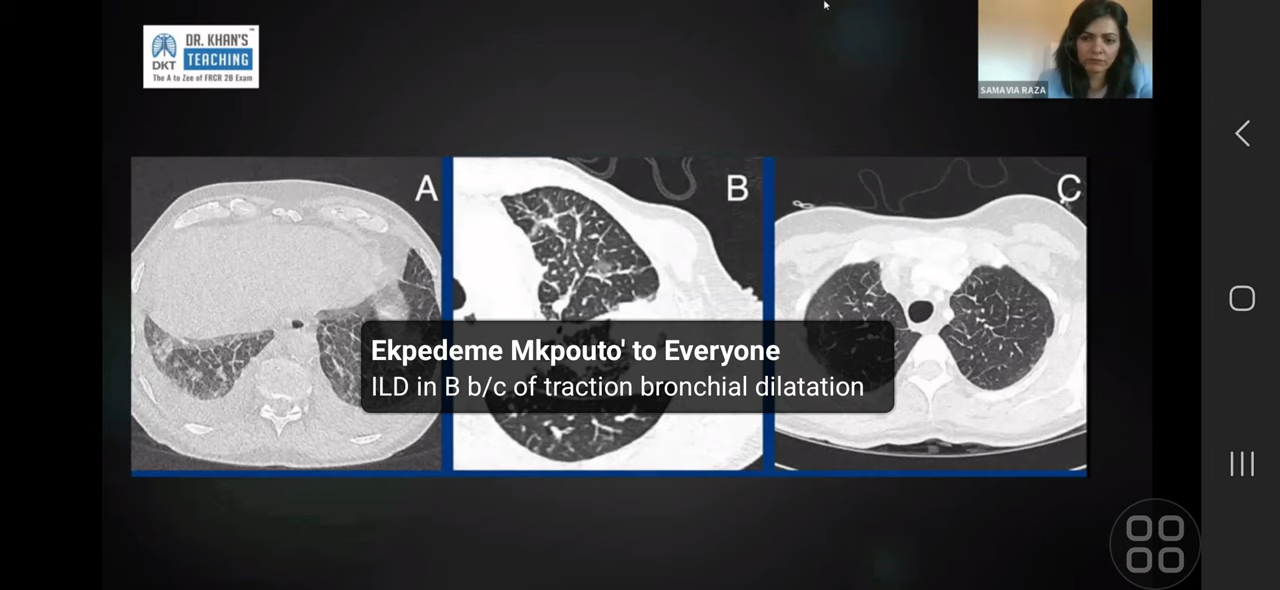 DR. KHAN'S
TEACHING
DKT
The A to Zee of FRCR 2B Exam
SAMAVIA RAZA
A
B
C
Ekpedeme Mkpouto' to Everyone
ILD in B b/c of traction bronchial dilatation